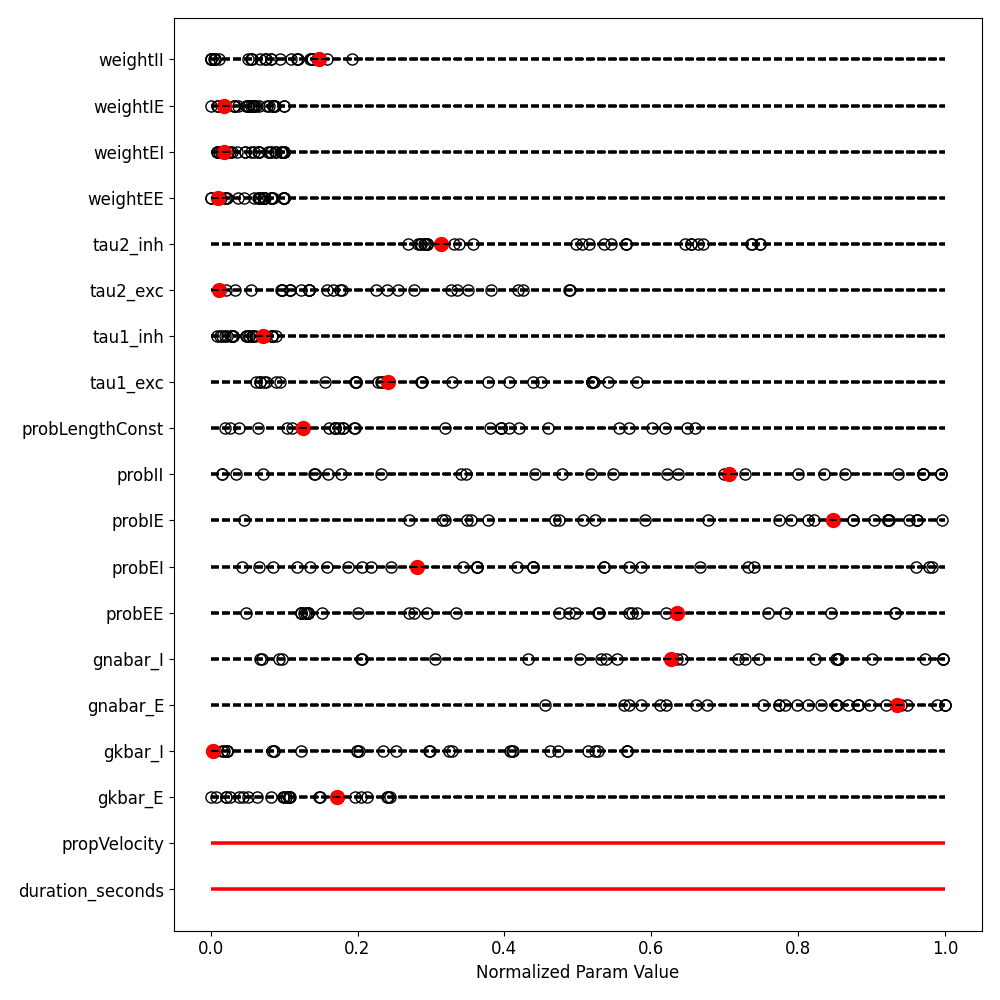 weightII
weightIE
weightEI
weightEE
tau2_inh
tau2_exc
tau1_inh
tau1_exc
probLengthConst
probII
probIE
probEI
probEE
gnabar_I
gnabar_E
gkbar_I
gkbar_E
propVelocity
duration_seconds
0.0 0.2 0.4 0.6 0.8 1.0
Normalized Param Value